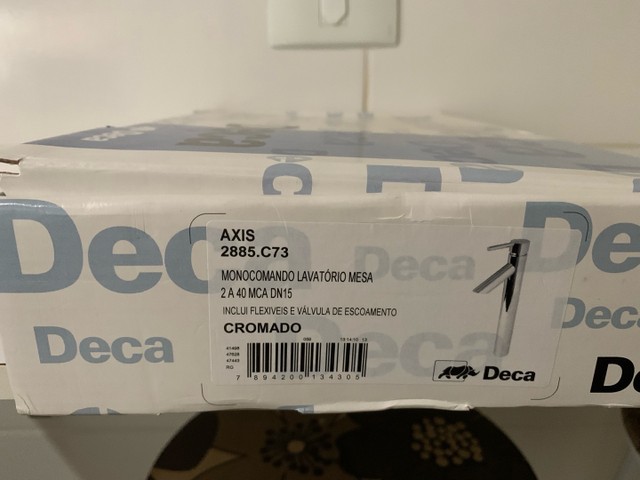 Deca
Deca
AXIS
2885.C73
MONOCOMANDO LAVATÓRIO MESA
2 A 40 MCA DN15
INCLUI FLEXIVEIS E VÁLVULA DE ESCOAMENTO
CROMADO
7 894200 134305
Deca
Deca
Deca
Deca